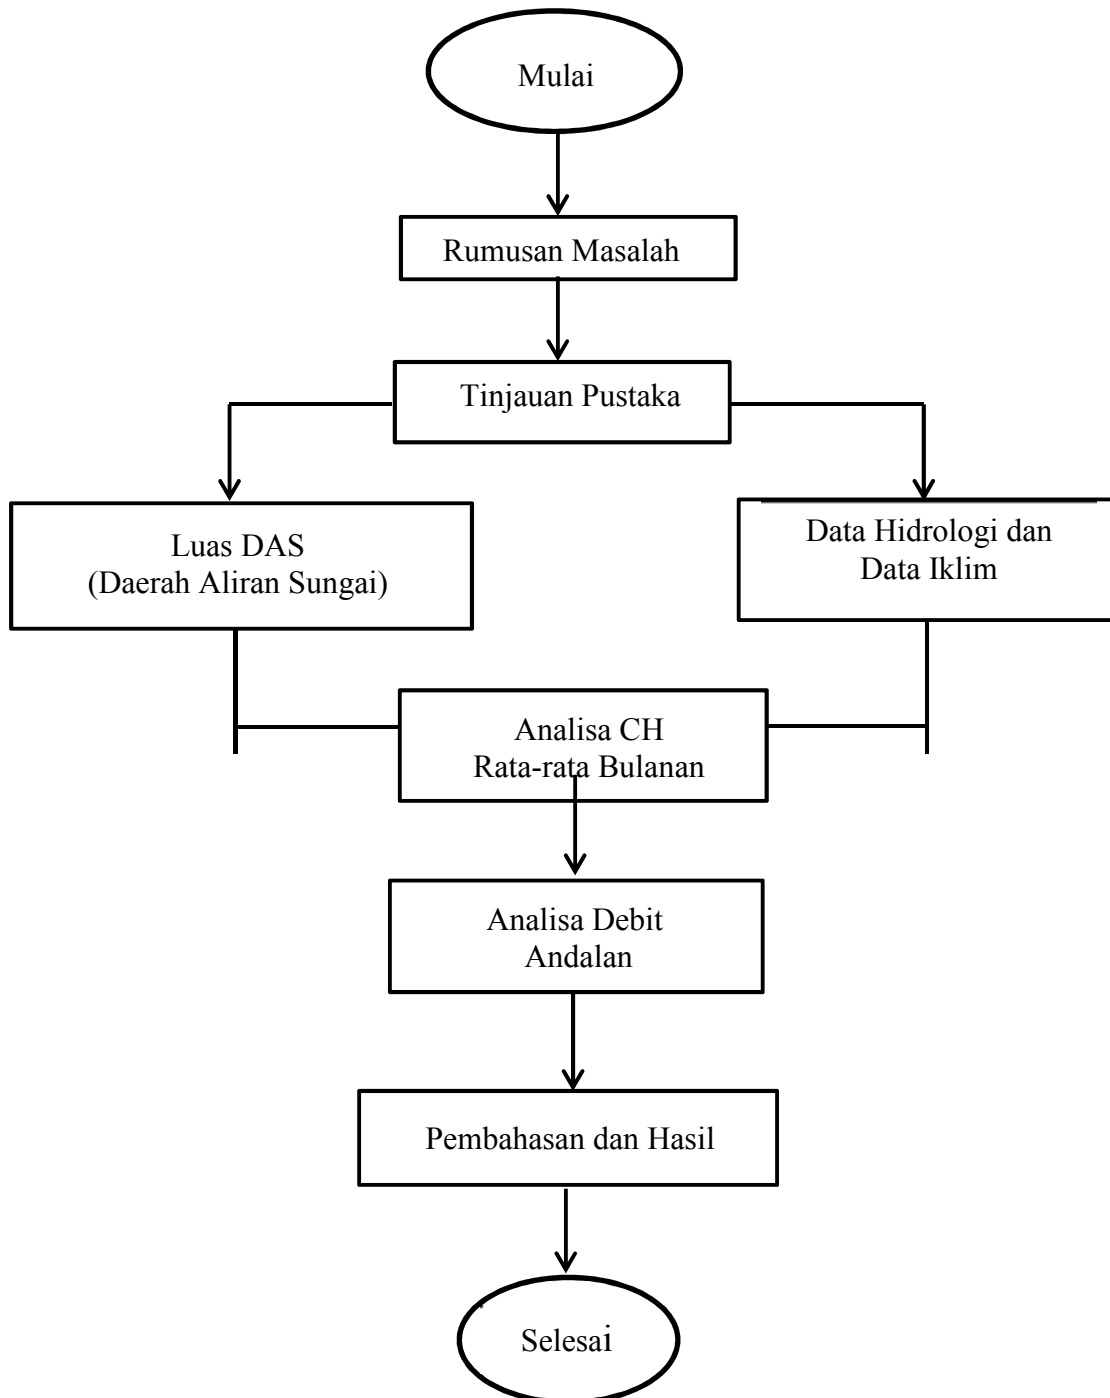 Mulai
Rumusan Masalah
Tinjauan Pustaka
Luas DAS
(Daerah Aliran Sungai)
Data Hidrologi dan
Data Iklim
Analisa CH
Rata-rata Bulanan
Analisa Debit
Andalan
Pembahasan dan Hasil
Selesai